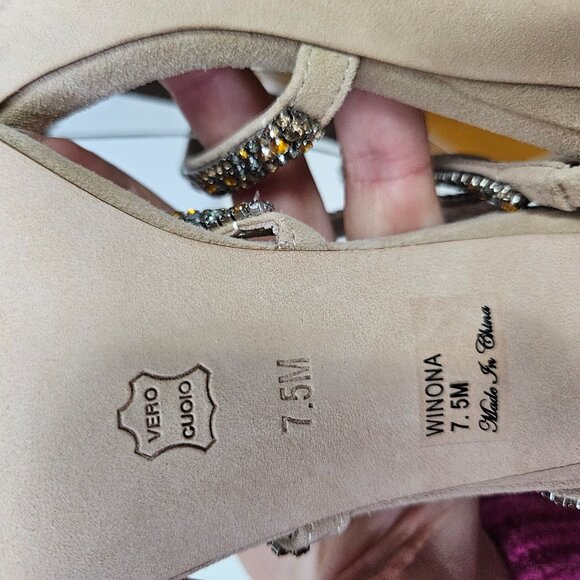 VERO
CUOIO
7.5M
WINONA
7.5M
Made In China